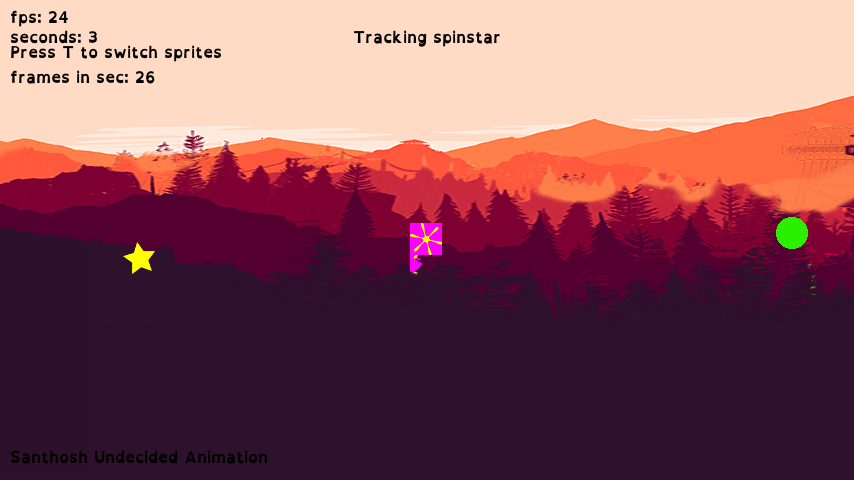 fps: 24
seconds: 3
Press T to switch sprites
frames in sec: 26
Tracking spinstar
Santhosh Undecided Animation